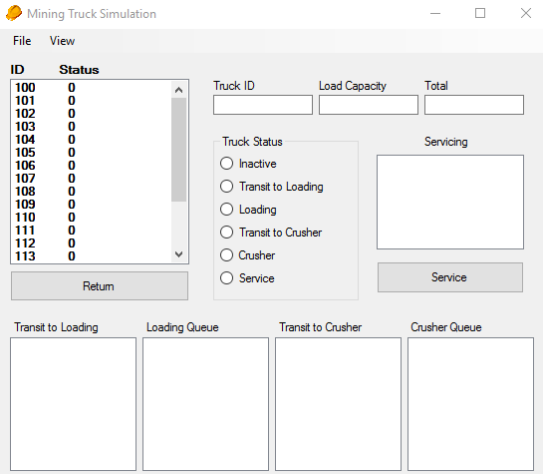 Mining Truck Simulation
File View
ID Status
100 0
101 0
102 0
103 0
104 0
105 0
106 0
107 0
108 0
109 0
110 0
111 0
112 0
113 0
Return
Truck ID Load Capacity Total
Truck Status
Inactive
Transit to Loading
Loading
Transit to Crusher
Crusher
Service
Servicing
Service
Transit to Loading Loading Queue Transit to Crusher Crusher Queue